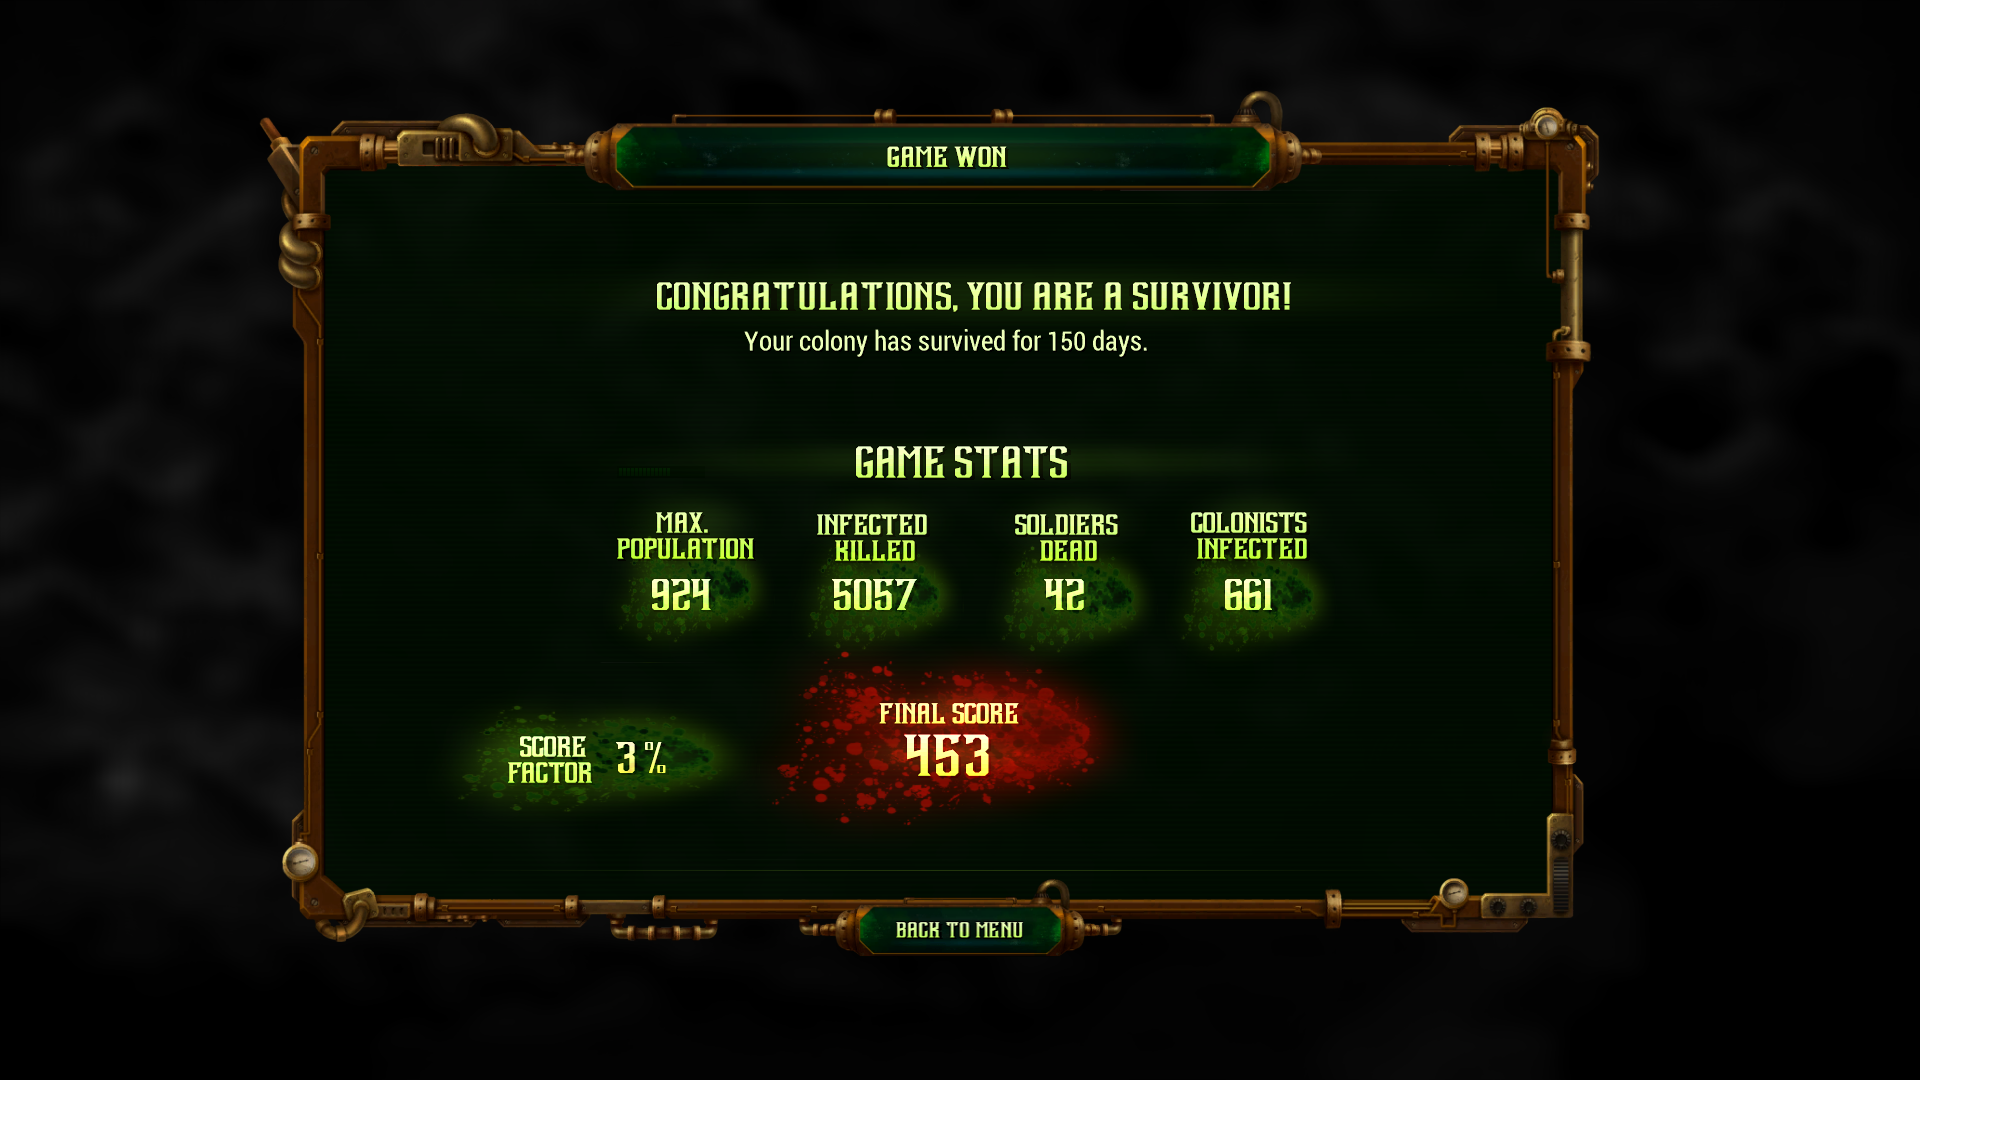 GAME WON
CONGRATULATIONS, YOU ARE A SURVIVOR!
Your colony has survived for 150 days.
GAME STATS
MAX.
POPULATION
924
INFECTED
KILLED
5057
SOLDIERS
DEAD
42
COLONISTS
INFECTED
661
SCORE
FACTOR
3 %
FINAL SCORE
453
BACK TO MENU